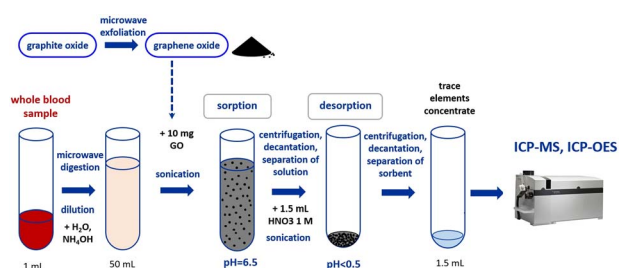 microwave
exfoliation
graphite oxide
graphene oxide
whole blood
sample
microwave
digestion
dilution
+ H₂O,
NH₄OH
1 mL
50 mL
+ 10 mg
GO
sonication
sorption
pH=6.5
centrifugation,
decantation,
separation of
solution
+ 1.5 mL
HNO3 1 M
sonication
desorption
pH<0.5
centrifugation,
decantation,
separation of
sorbent
trace
elements
concentrate
1.5 mL
ICP-MS, ICP-OES